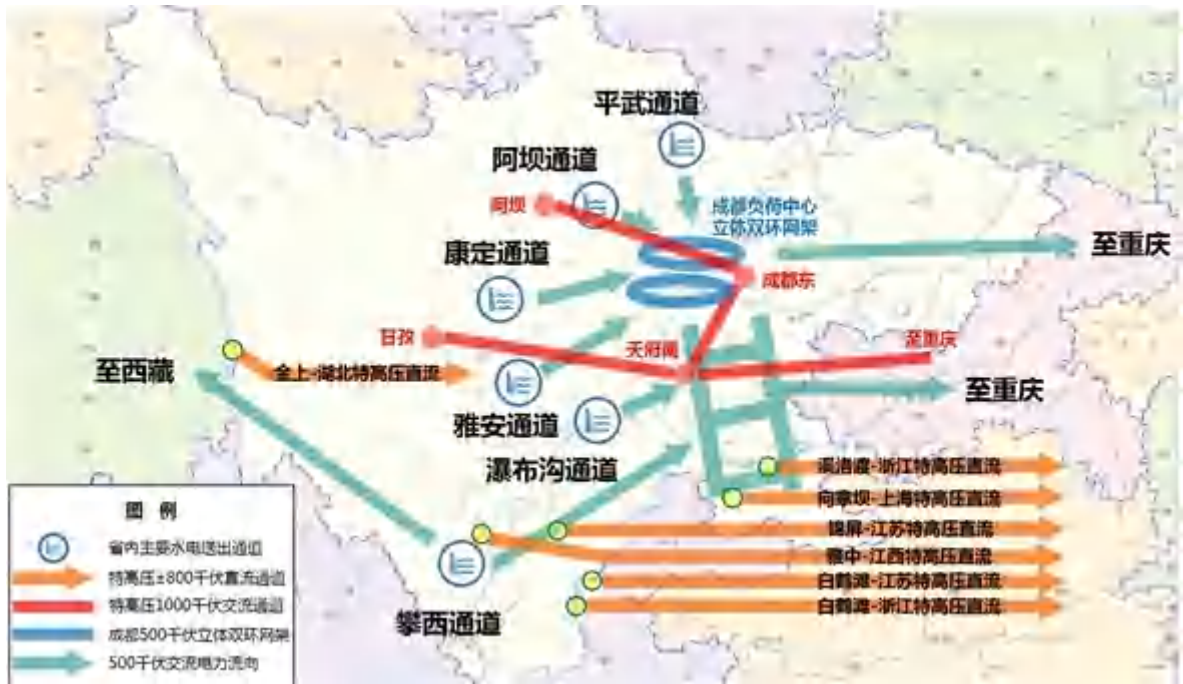 平武通道
阿坝通道
阿坝
成都负荷中心
立体双环网架
至重庆
康定通道
成都东
甘孜
天府南
至重庆
至西藏
金上-湖北特高压直流
至重庆
雅安通道
瀑布沟通道
溪洛渡-浙江特高压直流
向家坝-上海特高压直流
锦屏-江苏特高压直流
雅中-江西特高压直流
白鹤滩-江苏特高压直流
白鹤滩-浙江特高压直流
攀西通道
图 例
省内主要水电送出通道
特高压±800千伏直流通道
特高压1000千伏交流通道
成都500千伏立体双环网架
500千伏交流电力流向